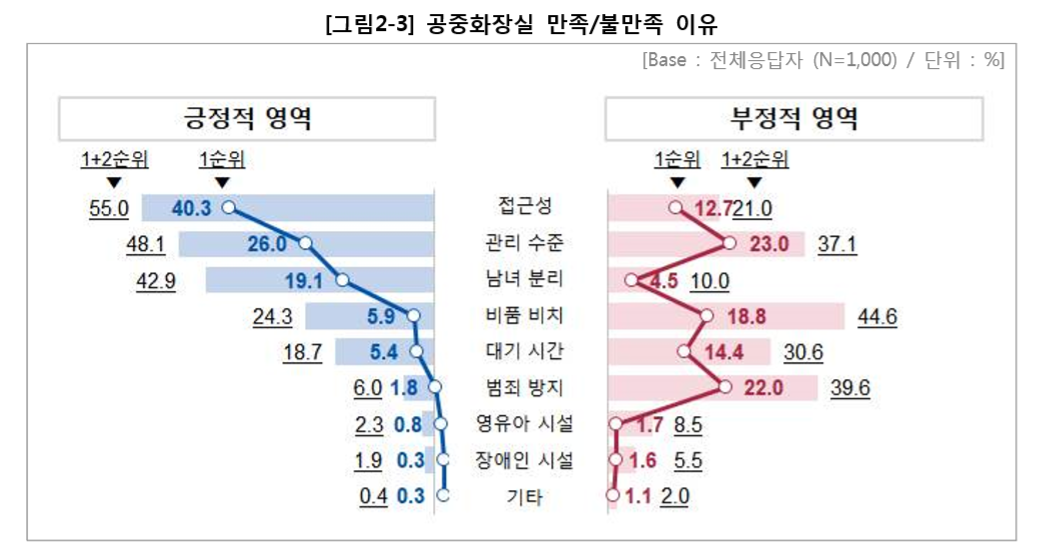 [그림2-3] 공중화장실 만족/불만족 이유
[Base : 전체응답자 (N=1,000) / 단위 : %]
긍정적 영역 부정적 영역
1+2순위 1순위 1순위 1+2순위
▼ ▼ ▼ ▼
55.0 40.3 접근성 12.7 21.0
48.1 26.0 관리 수준 23.0 37.1
42.9 19.1 남녀 분리 4.5 10.0
24.3 5.9 비품 비치 18.8 44.6
18.7 5.4 대기 시간 14.4 30.6
6.0 1.8 범죄 방지 22.0 39.6
2.3 0.8 영유아 시설 1.7 8.5
1.9 0.3 장애인 시설 1.6 5.5
0.4 0.3 기타 1.1 2.0